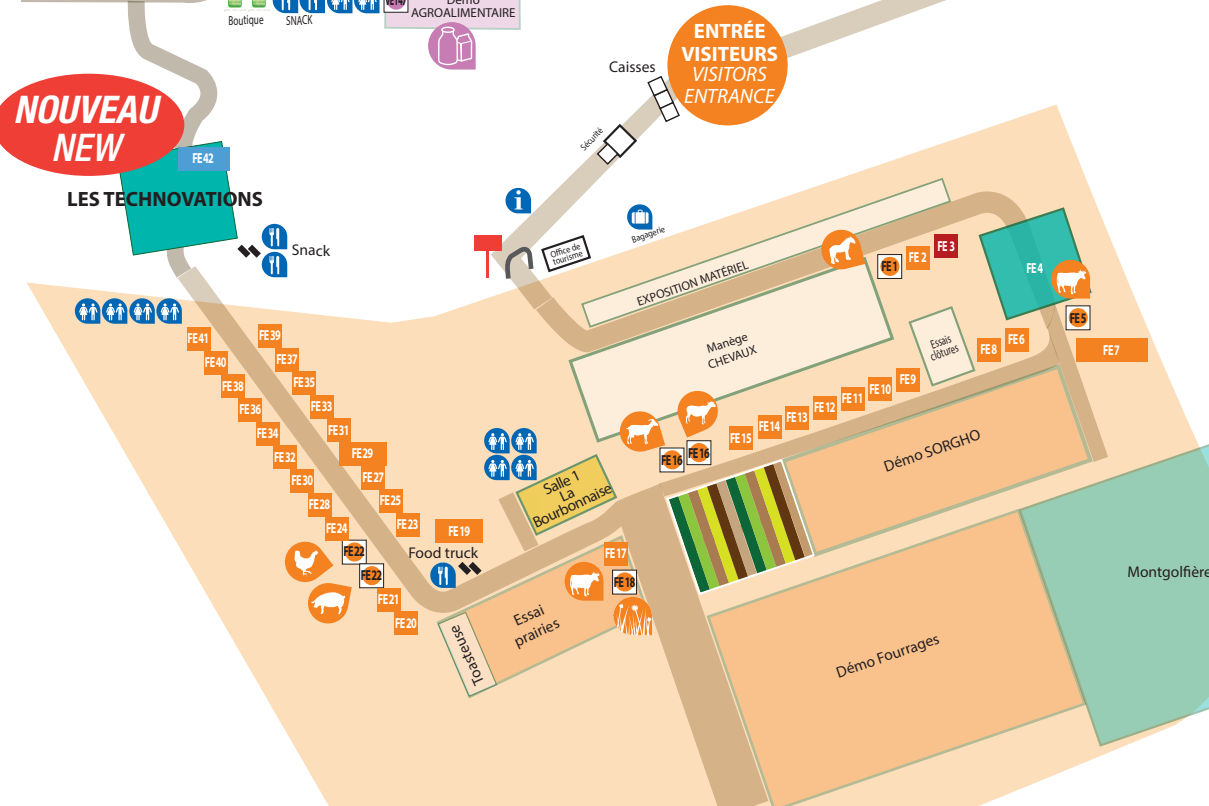 Boutique
SNACK
Démo
AGROALIMENTAIRE
ENTRÉE
VISITEURS
VISITORS
ENTRANCE
Caisses
Sécurité
NOUVEAU
NEW
FE42
LES TECHNOVATIONS
Snack
i
Bagagerie
Office de
tourisme
EXPOSITION MATÉRIEL
FE1
FE2
FE3
FE4
FE5
FE6
FE7
FE8
FE9
FE10
FE11
FE12
FE13
FE14
FE15
FE16
FE16
Manège
CHEVAUX
Essais
clôtures
FE41
FE40
FE38
FE36
FE34
FE32
FE30
FE28
FE24
FE22
FE22
FE21
FE20
FE39
FE37
FE35
FE33
FE31
FE29
FE27
FE25
FE23
FE19
Food truck
Salle 1
La
Bourbonnaise
FE17
FE18
Essai
prairies
Toasteuse
Démo SORGHO
Démo Fourrages
Montgolfière